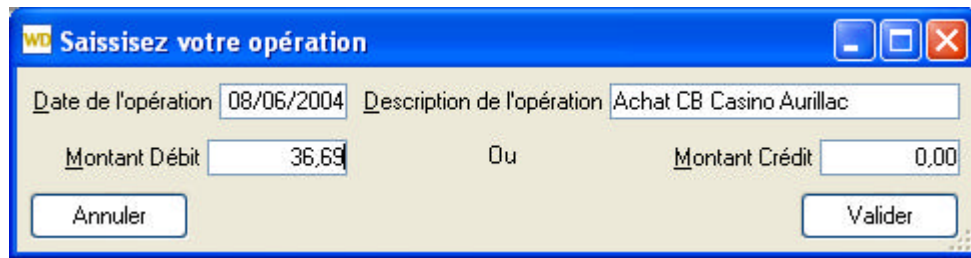 WD Saissisez votre opération
Date de l'opération 08/06/2004 Description de l'opération Achat CB Casino Aurillac
Montant Débit 36,69 Ou Montant Crédit 0,00
Annuler Valider